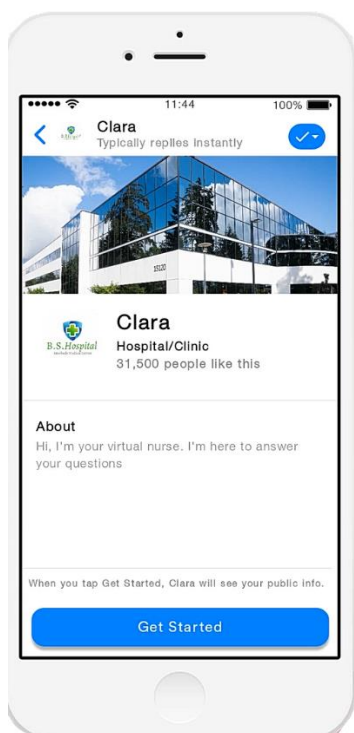 11:44
100%
Clara
Typically replies instantly
15120
Clara
B.S.Hospital
Hospital/Clinic
31,500 people like this
About
Hi, I'm your virtual nurse. I'm here to answer
your questions
When you tap Get Started, Clara will see your public info.
Get Started